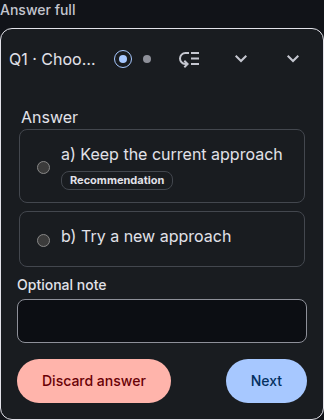 Answer full
Q1 · Choo...
Answer
a) Keep the current approach
Recommendation
b) Try a new approach
Optional note
Discard answer
Next